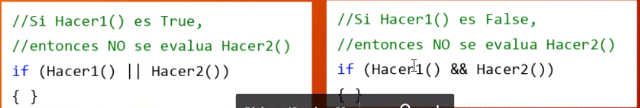 //Si Hacer1() es True,
//entonces NO se evalua Hacer2()
if (Hacer1() || Hacer2())
{ }
//Si Hacer1() es False,
//entonces NO se evalua Hacer2()
if (Hacer1() && Hacer2())
{ }